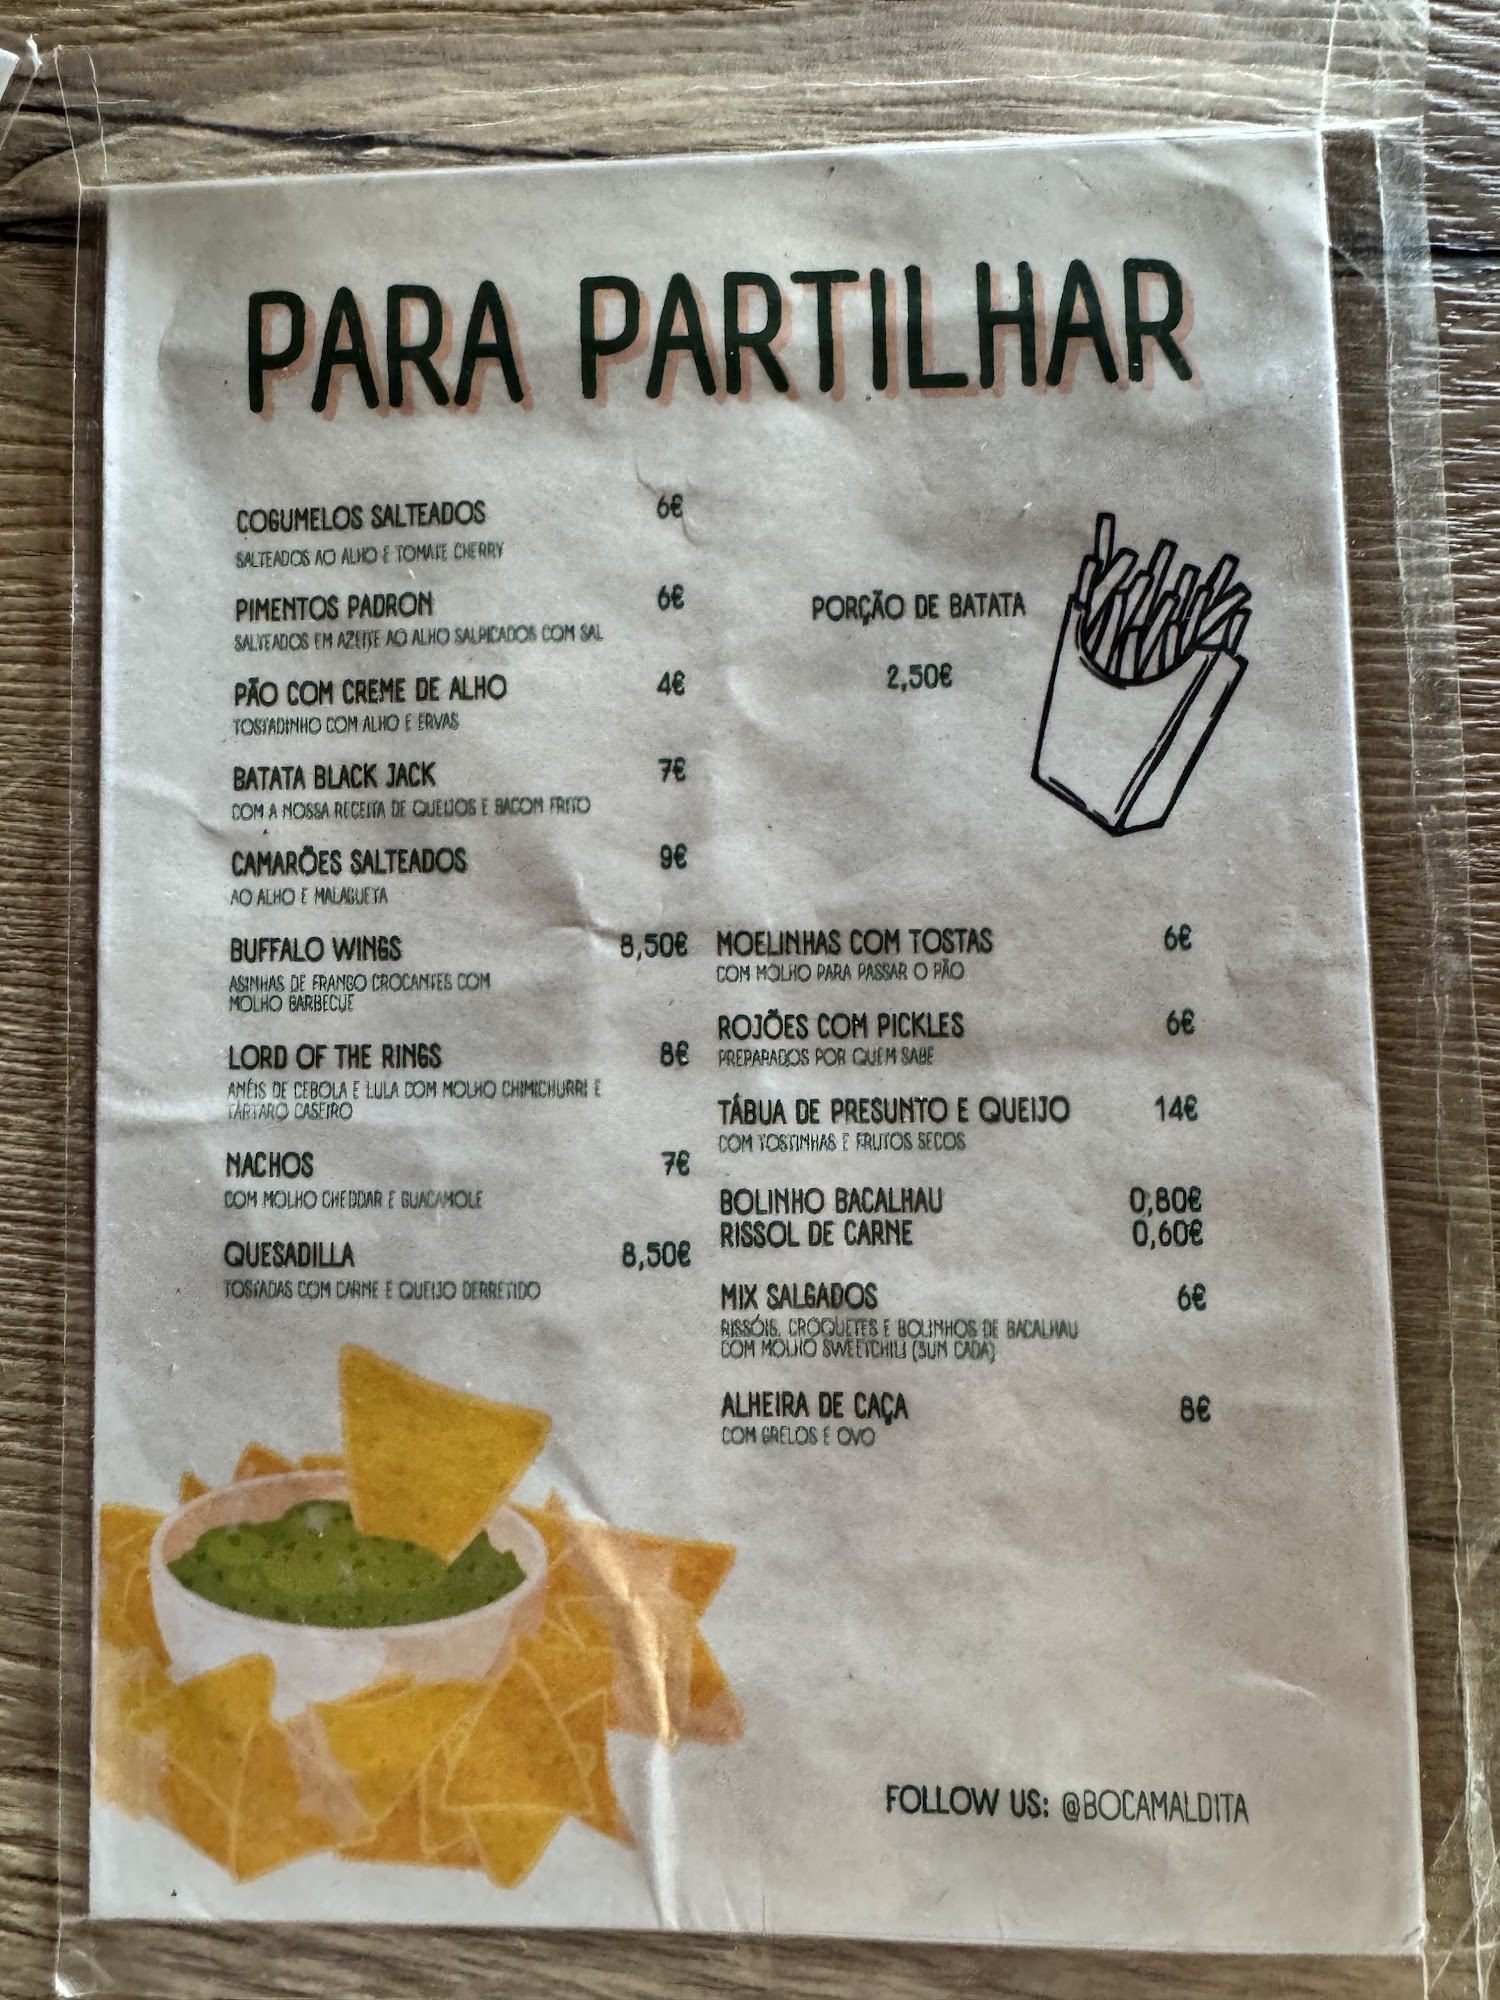 PARA PARTILHAR
COGUMELOS SALTEADOS 6€
SALTEADOS AO ALHO E TOMATE CHERRY
PIMENTOS PADRON 6€
SALTEADOS EM AZEITE AO ALHO SALPICADOS COM SAL
PÃO COM CREME DE ALHO 4€
TOSTADINHO COM ALHO E ERVAS
BATATA BLACK JACK 7€
COM A NOSSA RECEITA DE QUEIJOS E BACOM FRITO
CAMARÕES SALTEADOS 9€
AO ALHO E MALAGUETA
BUFFALO WINGS 8,50€
ASINHAS DE FRANGO CROCANTES COM
MOLHO BARBECUE
LORD OF THE RINGS 8€
ANÉIS DE CEBOLA E LULA COM MOLHO CHIMICHURRI E
TÁRTARO CASEIRO
NACHOS 7€
COM MOLHO CHEDDAR E GUACAMOLE
QUESADILLA 8,50€
TOSTADAS COM CARNE E QUEIJO DERRETIDO
PORÇÃO DE BATATA
2,50€
MOELINHAS COM TOSTAS 6€
COM MOLHO PARA PASSAR O PÃO
ROJÕES COM PICKLES 6€
PREPARADOS POR QUEM SABE
TÁBUA DE PRESUNTO E QUEIJO 14€
COM TOSTINHAS E FRUTOS SECOS
BOLINHO BACALHAU 0,80€
RISSOL DE CARNE 0,60€
MIX SALGADOS 6€
RISSÓIS, CROQUETES E BOLINHOS DE BACALHAU
COM MOLHO SWEETCHILI (3UN CADA)
ALHEIRA DE CAÇA 8€
COM GRELOS E OVO
FOLLOW US: @BOCAMALDITA